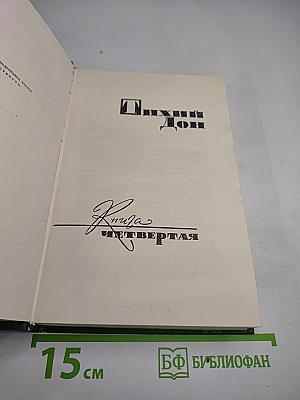 Тихий
Дон
Книга
четвертая
15 см
БФ БИБЛИОФАН